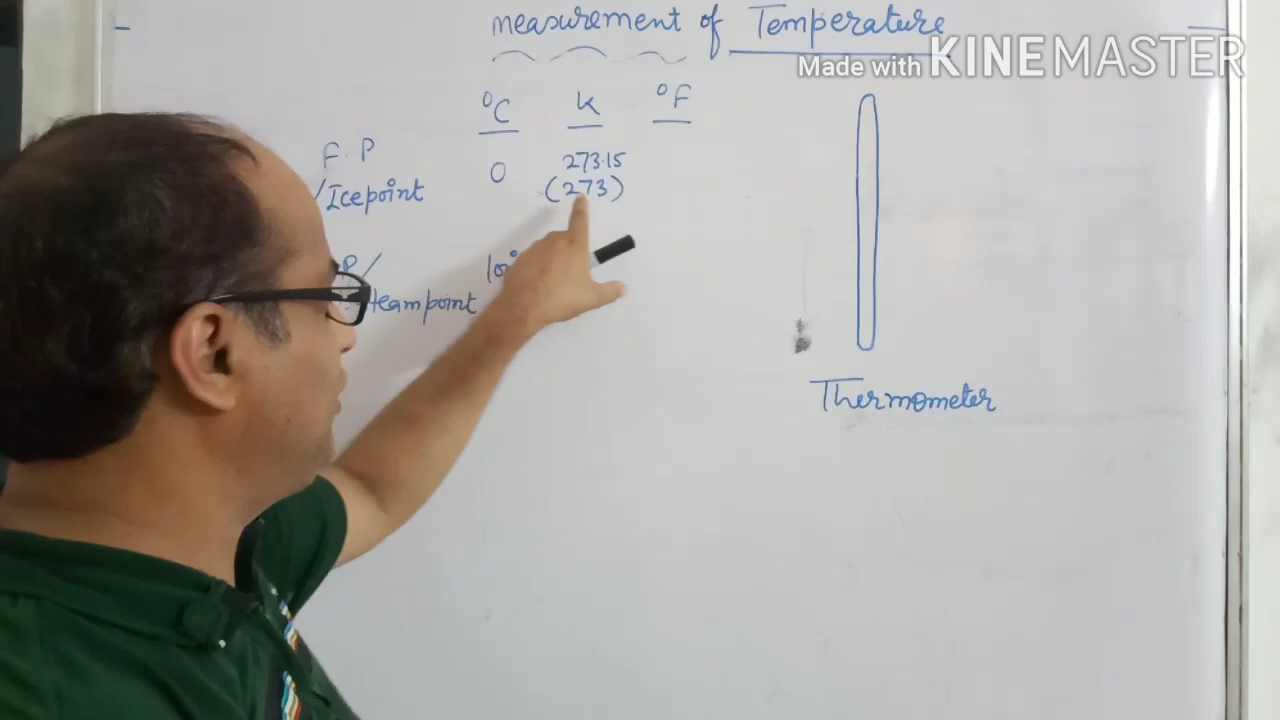 measurement of Temperature
Made with KINEMASTER
°C K °F
F.P
/Icepoint 0 273.15
(273)
P/
teampoint
Thermometer